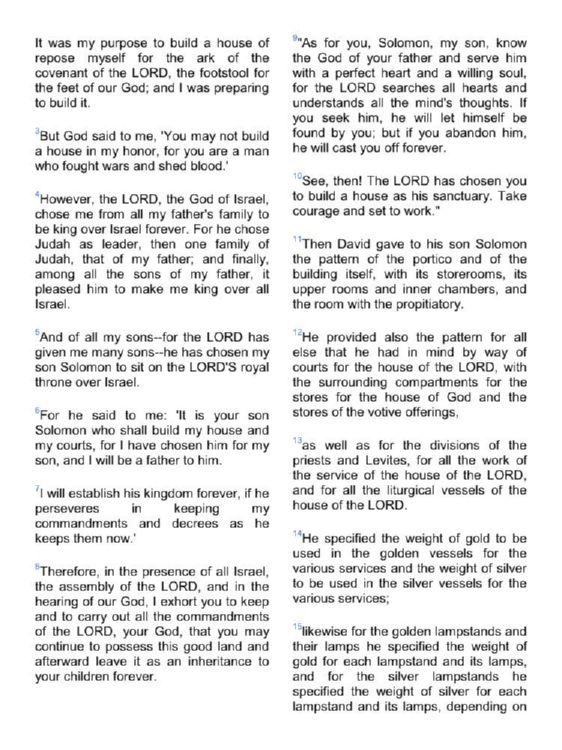 It was my purpose to build a house of
repose myself for the ark of the
covenant of the LORD, the footstool for
the feet of our God; and I was preparing
to build it.
3But God said to me, 'You may not build
a house in my honor, for you are a man
who fought wars and shed blood.'
4However, the LORD, the God of Israel,
chose me from all my father's family to
be king over Israel forever. For he chose
Judah as leader, then one family of
Judah, that of my father; and finally,
among all the sons of my father, it
pleased him to make me king over all
Israel.
5And of all my sons--for the LORD has
given me many sons--he has chosen my
son Solomon to sit on the LORD'S royal
throne over Israel.
6For he said to me: 'It is your son
Solomon who shall build my house and
my courts, for I have chosen him for my
son, and I will be a father to him.
7I will establish his kingdom forever, if he
perseveres in keeping my
commandments and decrees as he
keeps them now.'
8Therefore, in the presence of all Israel,
the assembly of the LORD, and in the
hearing of our God, I exhort you to keep
and to carry out all the commandments
of the LORD, your God, that you may
continue to possess this good land and
afterward leave it as an inheritance to
your children forever.
9"As for you, Solomon, my son, know
the God of your father and serve him
with a perfect heart and a willing soul,
for the LORD searches all hearts and
understands all the mind's thoughts. If
you seek him, he will let himself be
found by you; but if you abandon him,
he will cast you off forever.
10See, then! The LORD has chosen you
to build a house as his sanctuary. Take
courage and set to work."
11Then David gave to his son Solomon
the pattern of the portico and of the
building itself, with its storerooms, its
upper rooms and inner chambers, and
the room with the propitiatory.
12He provided also the pattern for all
else that he had in mind by way of
courts for the house of the LORD, with
the surrounding compartments for the
stores for the house of God and the
stores of the votive offerings,
13as well as for the divisions of the
priests and Levites, for all the work of
the service of the house of the LORD,
and for all the liturgical vessels of the
house of the LORD.
14He specified the weight of gold to be
used in the golden vessels for the
various services and the weight of silver
to be used in the silver vessels for the
various services;
15likewise for the golden lampstands and
their lamps he specified the weight of
gold for each lampstand and its lamps,
and for the silver lampstands he
specified the weight of silver for each
lampstand and its lamps, depending on